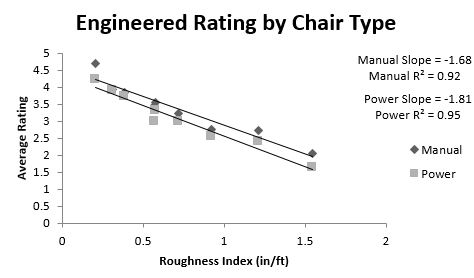 Engineered Rating by Chair Type
Manual Slope = -1.68
Manual R² = 0.92
Power Slope = -1.81
Power R² = 0.95
Manual
Power
Average Rating
5
4.5
4
3.5
3
2.5
2
1.5
1
0.5
0
0
0.5
1
1.5
2
Roughness Index (in/ft)